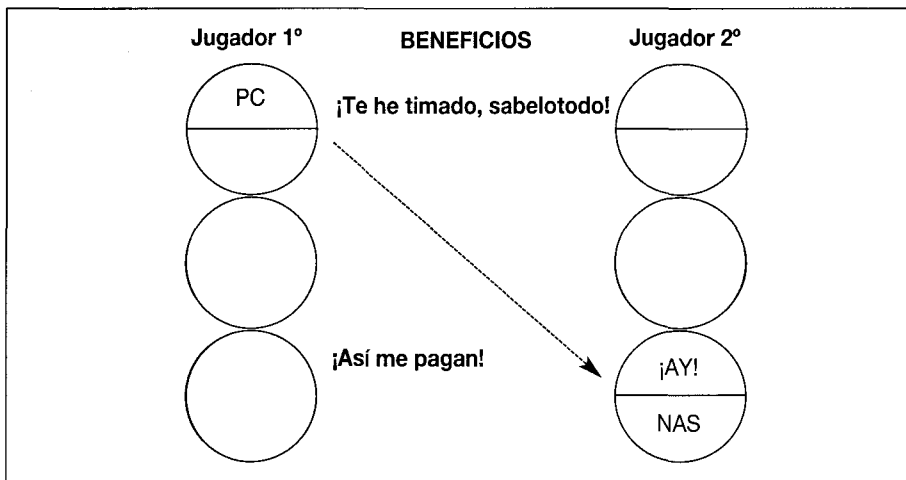 Jugador 1º BENEFICIOS Jugador 2º
PC
¡Te he timado, sabelotodo!
¡Así me pagan!
¡AY!
NAS